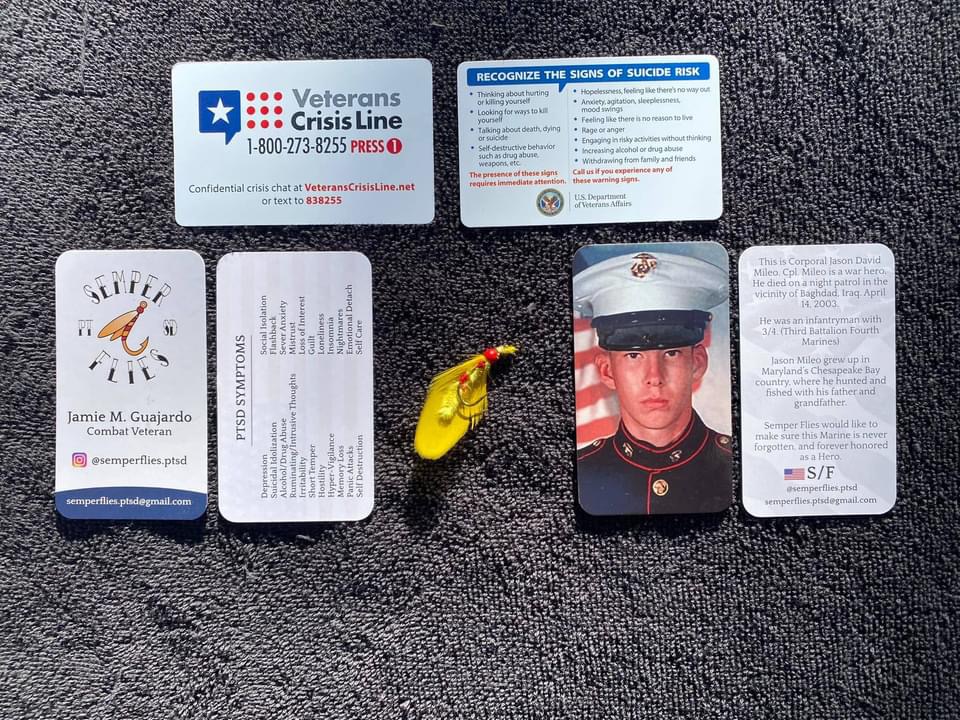 Veterans
Crisis Line
1-800-273-8255 PRESS 1
Confidential crisis chat at VeteransCrisisLine.net
or text to 838255
RECOGNIZE THE SIGNS OF SUICIDE RISK
• Thinking about hurting
or killing yourself
• Looking for ways to kill
yourself
• Talking about death, dying
or suicide
• Self-destructive behavior
such as drug abuse,
weapons, etc.
The presence of these signs
requires immediate attention.
• Hopelessness, feeling like there's no way out
• Anxiety, agitation, sleeplessness,
mood swings
• Feeling like there is no reason to live
• Rage or anger
• Engaging in risky activities without thinking
• Increasing alcohol or drug abuse
• Withdrawing from family and friends
Call us if you experience any of
these warning signs.
U.S. Department
of Veterans Affairs
SEMPER
PT SD
FLIES
Jamie M. Guajardo
Combat Veteran
@semperflies.ptsd
semperflies.ptsd@gmail.com
PTSD SYMPTOMS
Depression
Suicidal Idolization
Alcohol/Drug Abuse
Ruminating/Intrusive Thoughts
Irritability
Short Temper
Hostility
Hyper-Vigilance
Memory Loss
Panic Attacks
Self Destruction
Social Isolation
Flashback
Sever Anxiety
Mistrust
Loss of Interest
Guilt
Loneliness
Insomnia
Nightmares
Emotional Detach
Self Care
This is Corporal Jason David
Mileo. Cpl. Mileo is a war hero.
He died on a night patrol in the
vicinity of Baghdad, Iraq. April
14, 2003.
He was an infantryman with
3/4. (Third Battalion Fourth
Marines)
Jason Mileo grew up in
Maryland's Chesapeake Bay
country, where he hunted and
fished with his father and
grandfather.
Semper Flies would like to
make sure this Marine is never
forgotten, and forever honored
as a Hero.
S/F
@semperflies.ptsd
semperflies.ptsd@gmail.com